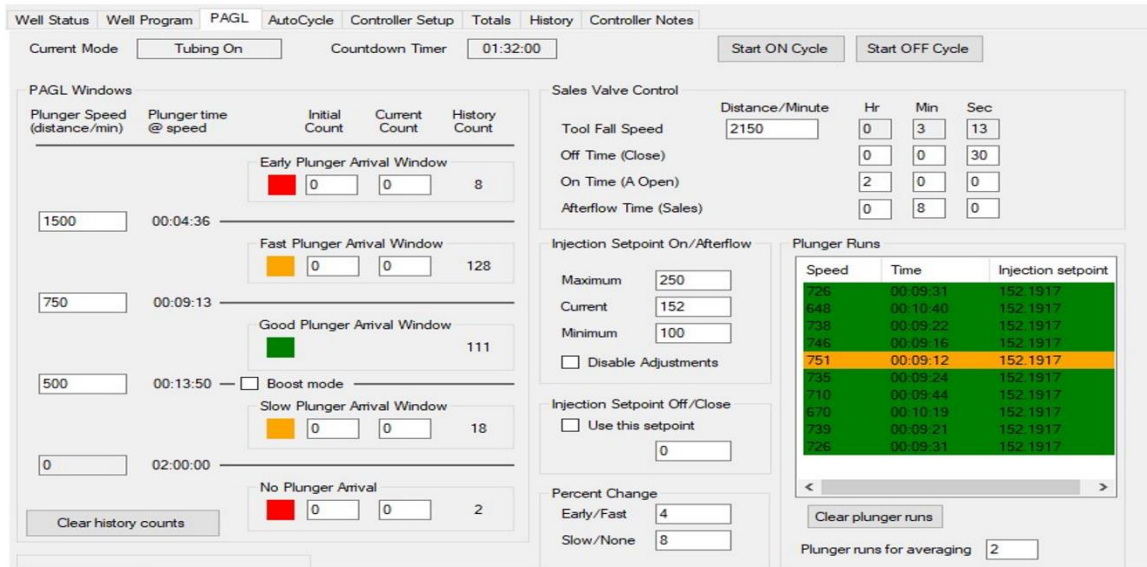 Well Status Well Program PAGL AutoCycle Controller Setup Totals History Controller Notes
Current Mode Tubing On Countdown Timer 01:32:00 Start ON Cycle Start OFF Cycle
PAGL Windows
Plunger Speed (distance/min) Plunger time @ speed Initial Count Current Count History Count
Early Plunger Arrival Window
0 0 8
1500 00:04:36
Fast Plunger Arrival Window
0 0 128
750 00:09:13
Good Plunger Arrival Window
111
500 00:13:50 Boost mode
Slow Plunger Arrival Window
0 0 18
0 02:00:00
No Plunger Arrival
0 0 2
Clear history counts
Sales Valve Control
Distance/Minute Hr Min Sec
Tool Fall Speed 2150 0 3 13
Off Time (Close) 0 0 30
On Time (A Open) 2 0 0
Afterflow Time (Sales) 0 8 0
Injection Setpoint On/Afterflow
Maximum 250
Current 152
Minimum 100
Disable Adjustments
Injection Setpoint Off/Close
Use this setpoint
0
Percent Change
Early/Fast 4
Slow/None 8
Plunger Runs
Speed Time Injection setpoint
726 00:09:31 152.1917
648 00:10:40 152.1917
738 00:09:22 152.1917
746 00:09:16 152.1917
751 00:09:12 152.1917
735 00:09:24 152.1917
710 00:09:44 152.1917
670 00:10:19 152.1917
739 00:09:21 152.1917
726 00:09:31 152.1917
Clear plunger runs
Plunger runs for averaging 2